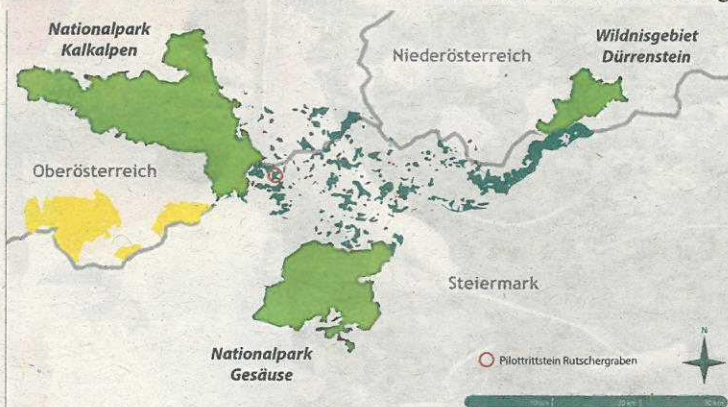 Nationalpark
Kalkalpen
Niederösterreich
Wildnisgebiet
Dürrenstein
Oberösterreich
Steiermark
Nationalpark
Gesäuse
Pilottrittstein Rutschergraben
N